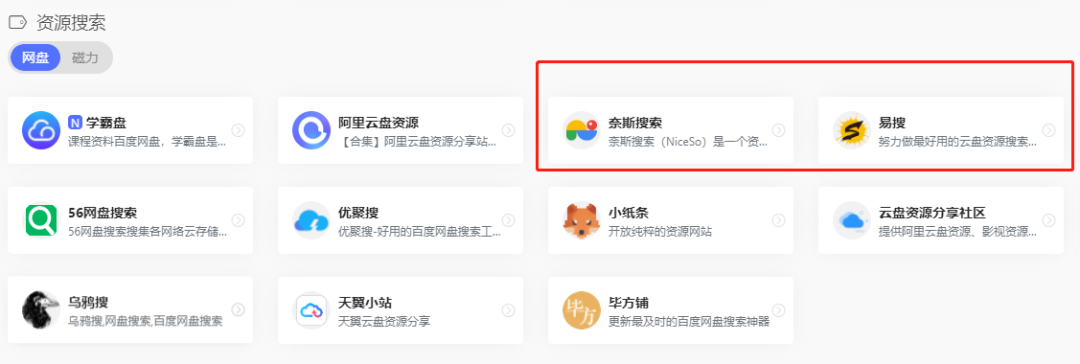 资源搜索
网盘 磁力
N 学霸盘
课程资料百度网盘，学霸盘是...
阿里云盘资源
【合集】阿里云盘资源分享站...
奈斯搜索
奈斯搜索（NiceSo）是一个资...
易搜
努力做最好用的云盘资源搜索...
56网盘搜索
56网盘搜索搜集各网络云存储...
优聚搜
优聚搜-好用的百度网盘搜索工...
小纸条
开放纯粹的资源网站
云盘资源分享社区
提供阿里云盘资源、影视资源...
乌鸦搜
乌鸦搜,网盘搜索,百度网盘搜索
天翼小站
天翼云盘资源分享
毕方
毕方铺
更新最及时的百度网盘搜索神器